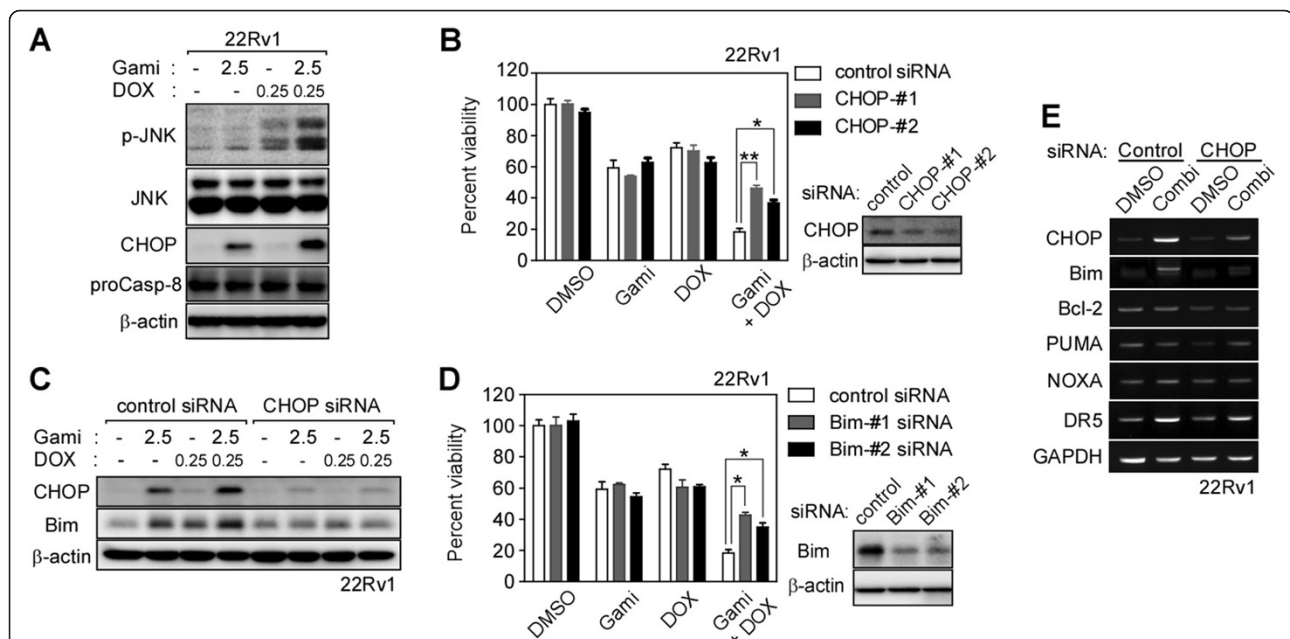 A
22Rv1
Gami : - 2.5 - 2.5
DOX : - - 0.25 0.25
p-JNK
JNK
CHOP
proCasp-8
β-actin
B
22Rv1
Percent viability
120
100
80
60
40
20
0
DMSO
Gami
DOX
Gami + DOX
**
*
control siRNA
CHOP-#1
CHOP-#2
siRNA: control CHOP-#1 CHOP-#2
CHOP
β-actin
C
control siRNA CHOP siRNA
Gami : - 2.5 - 2.5 - 2.5 - 2.5
DOX : - - 0.25 0.25 - - 0.25 0.25
CHOP
Bim
β-actin
22Rv1
D
22Rv1
Percent viability
120
100
80
60
40
20
0
DMSO
Gami
DOX
Gami + DOX
*
*
control siRNA
Bim-#1 siRNA
Bim-#2 siRNA
siRNA: control Bim-#1 Bim-#2
Bim
β-actin
E
siRNA: Control CHOP
DMSO Combi DMSO Combi
CHOP
Bim
Bcl-2
PUMA
NOXA
DR5
GAPDH
22Rv1